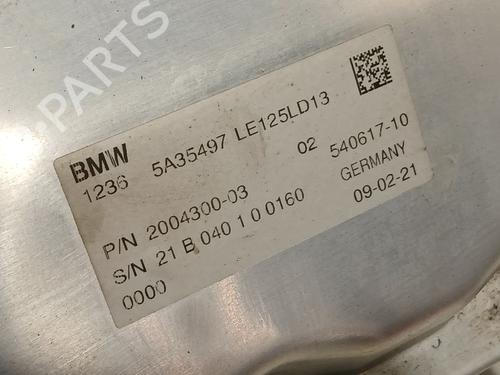 PARTS
BMW 5A35497 LE125LD13
1236 02 540617-10
P/N 2004300-03 GERMANY
S/N 21 B 040 1 0 0160 09-02-21
0000